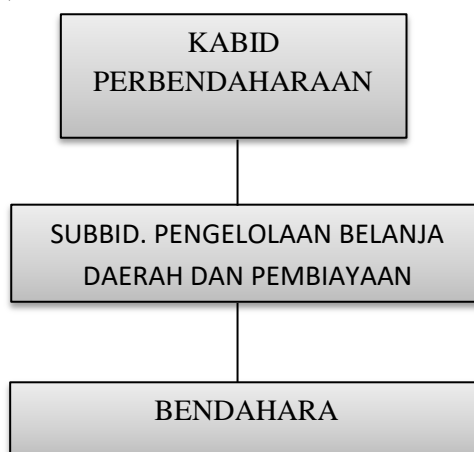 KABID
PERBENDAHARAAN
SUBBID. PENGELOLAAN BELANJA
DAERAH DAN PEMBIAYAAN
BENDAHARA